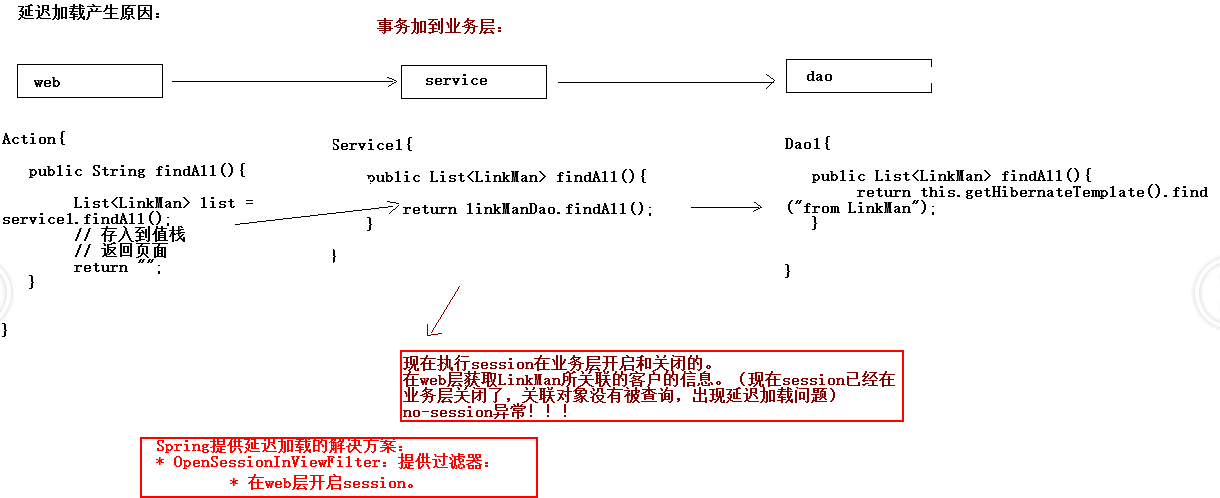 延迟加载产生原因：
事务加到业务层：
web
service
dao
Action{
public String findAll(){
List<LinkMan> list =
service1.findAll();
// 存入到值栈
// 返回页面
return "";
}
}
Service1{
public List<LinkMan> findAll(){
return linkManDao.findAll();
}
}
Dao1{
public List<LinkMan> findAll(){
return this.getHibernateTemplate().find
("from LinkMan");
}
}
现在执行session在业务层开启和关闭的。
在web层获取LinkMan所关联的客户的信息。（现在session已经在
业务层关闭了，关联对象没有被查询，出现延迟加载问题）
no-session异常！！！
Spring提供延迟加载的解决方案：
* OpenSessionInViewFilter：提供过滤器：
* 在web层开启session。